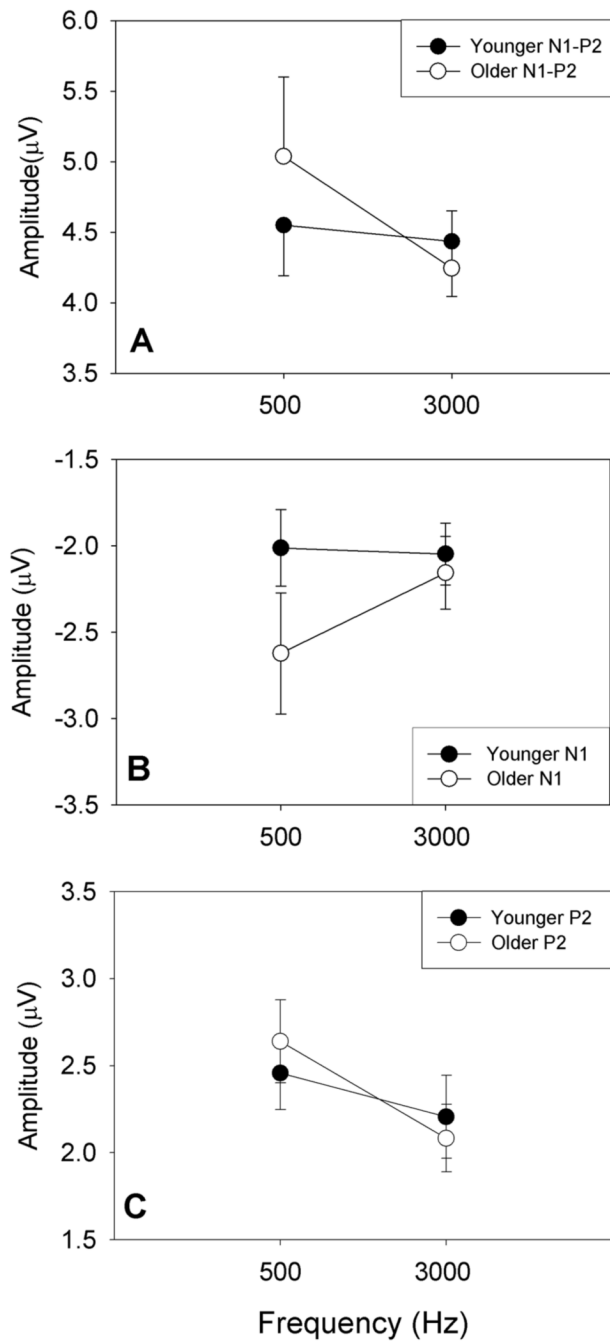 6.0
Younger N1-P2
Older N1-P2
5.5
5.0
4.5
4.0
3.5
Amplitude(μV)
A
500 3000
-1.5
-2.0
-2.5
-3.0
-3.5
Amplitude (μV)
Younger N1
Older N1
B
500 3000
3.5
Younger P2
Older P2
3.0
2.5
2.0
1.5
Amplitude (μV)
C
500 3000
Frequency (Hz)